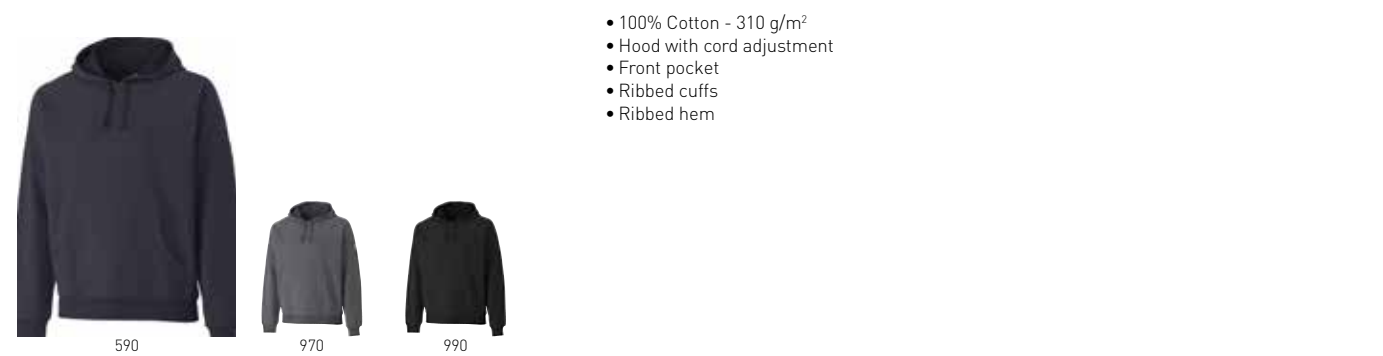 • 100% Cotton - 310 g/m²
• Hood with cord adjustment
• Front pocket
• Ribbed cuffs
• Ribbed hem
590
970
990